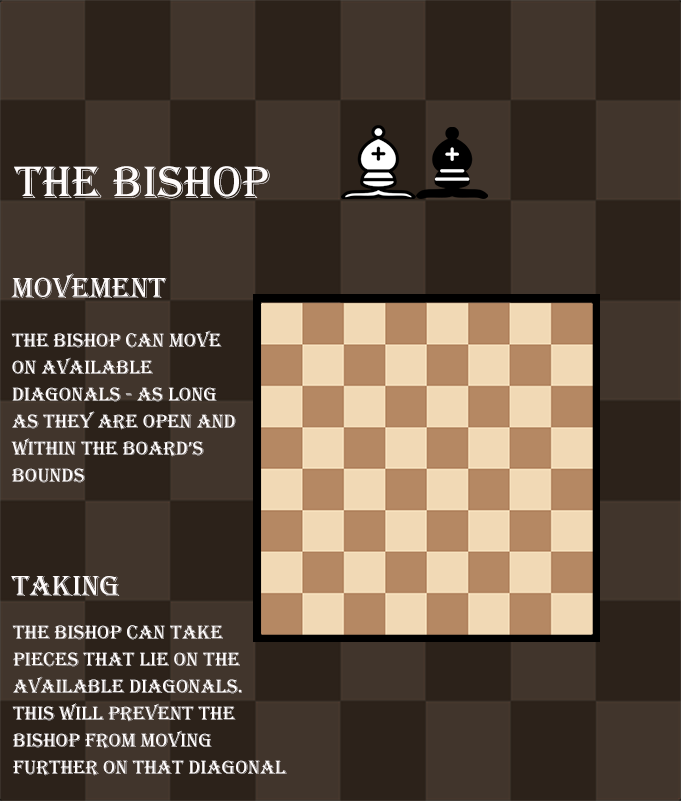 THE BISHOP
MOVEMENT
THE BISHOP CAN MOVE
ON AVAILABLE
DIAGONALS - AS LONG
AS THEY ARE OPEN AND
WITHIN THE BOARD'S
BOUNDS
TAKING
THE BISHOP CAN TAKE
PIECES THAT LIE ON THE
AVAILABLE DIAGONALS.
THIS WILL PREVENT THE
BISHOP FROM MOVING
FURTHER ON THAT DIAGONAL